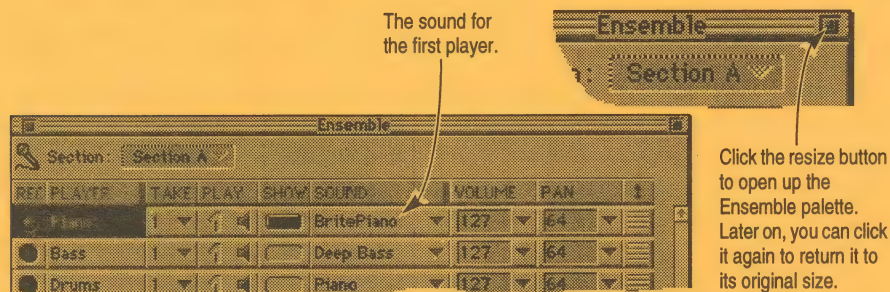 The sound for
the first player.
Ensemble
Section A
Ensemble
Section: Section A
REC PLAYER TAKE PLAY SHOW SOUND VOLUME PAN
Piano 1 BritePiano 127 64
Bass 1 Deep Bass 127 64
Drums 1 Piano 127 64
Click the resize button
to open up the
Ensemble palette.
Later on, you can click
it again to return it to
its original size.